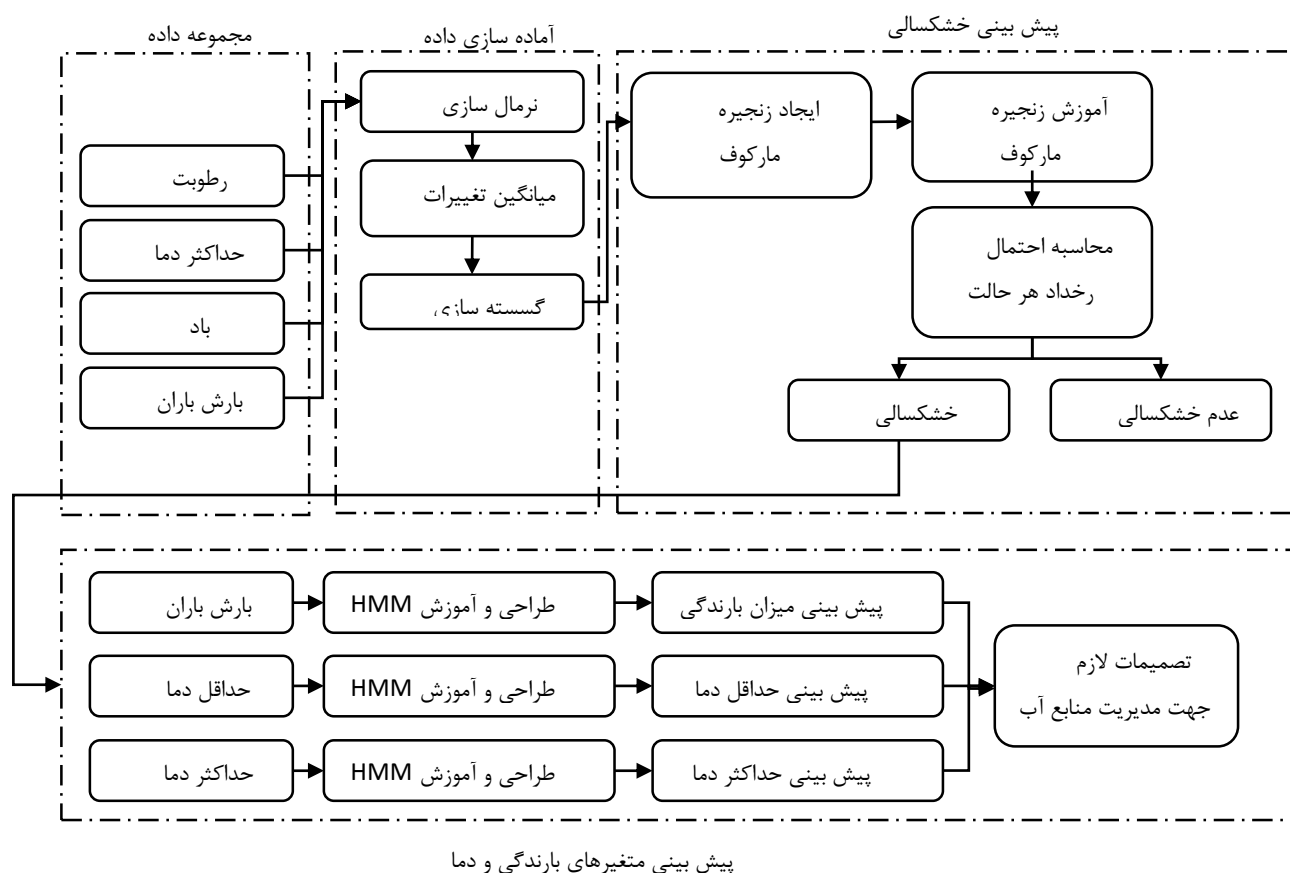 مجموعه داده
رطوبت
حداکثر دما
باد
بارش باران
آماده سازی داده
نرمال سازی
میانگین تغییرات
گسسته سازی
پیش بینی خشکسالی
ایجاد زنجیره
مارکوف
آموزش زنجیره
مارکوف
محاسبه احتمال
رخداد هر حالت
خشکسالی
عدم خشکسالی
بارش باران
طراحی و آموزش HMM
پیش بینی میزان بارندگی
حداقل دما
طراحی و آموزش HMM
پیش بینی حداقل دما
حداکثر دما
طراحی و آموزش HMM
پیش بینی حداکثر دما
تصمیمات لازم
جهت مدیریت منابع آب
پیش بینی متغیرهای بارندگی و دما